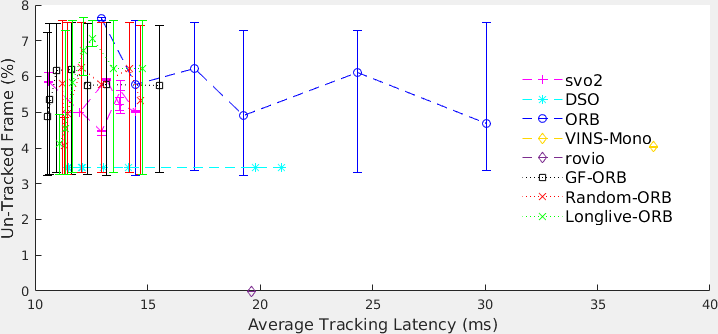 8
7
6
5
4
3
2
1
0
Un-Tracked Frame (%)
svo2
DSO
ORB
VINS-Mono
rovio
GF-ORB
Random-ORB
Longlive-ORB
10 15 20 25 30 35 40
Average Tracking Latency (ms)